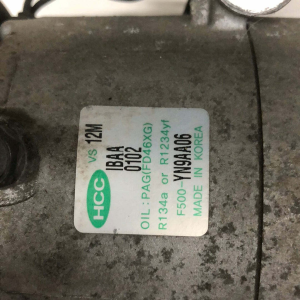 HCC
VS 12M
IBAA
0102
OIL : PAG(FD46XG)
R134a or R1234yf
F500-YN9AA06
MADE IN KOREA